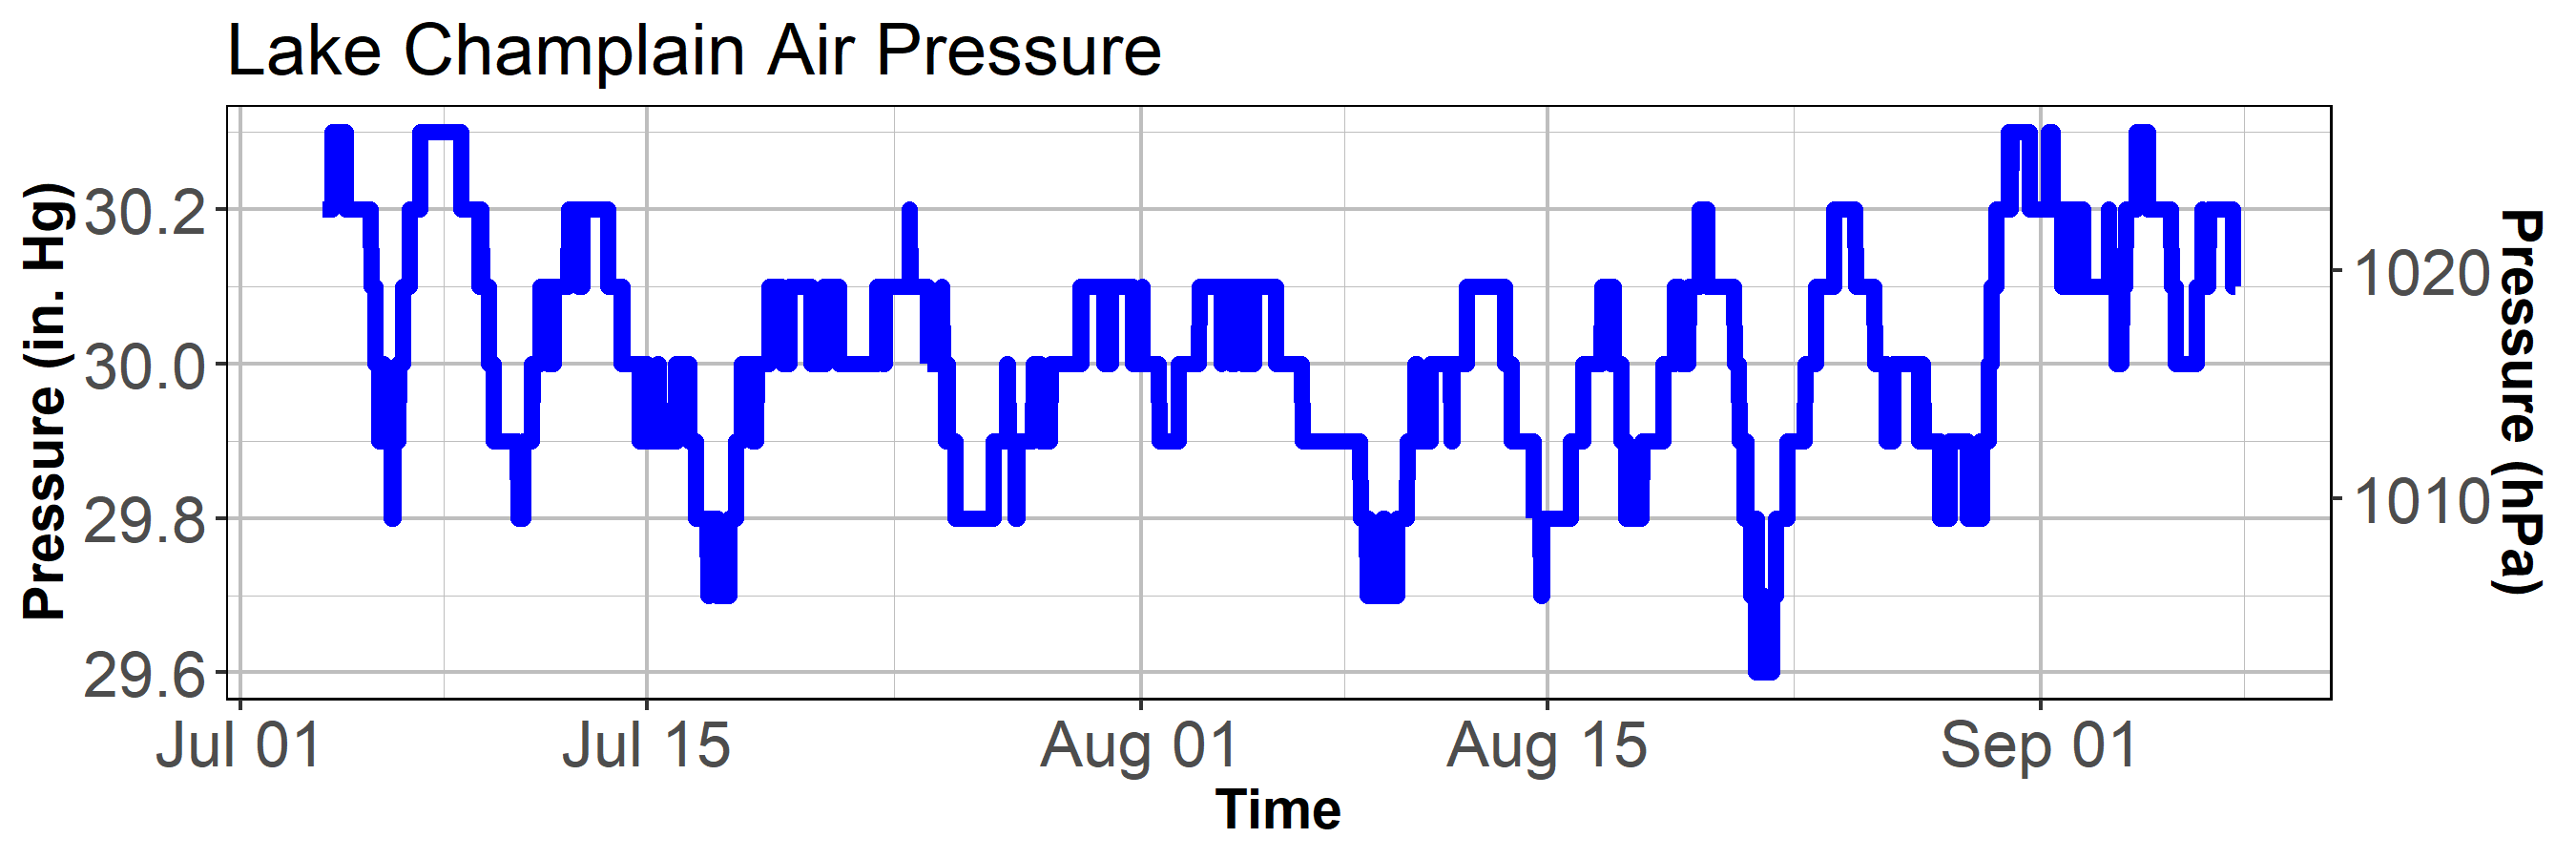 Lake Champlain Air Pressure
Pressure (in. Hg)
30.2
30.0
29.8
29.6
1020
1010
Pressure (hPa)
Jul 01
Jul 15
Aug 01
Aug 15
Sep 01
Time